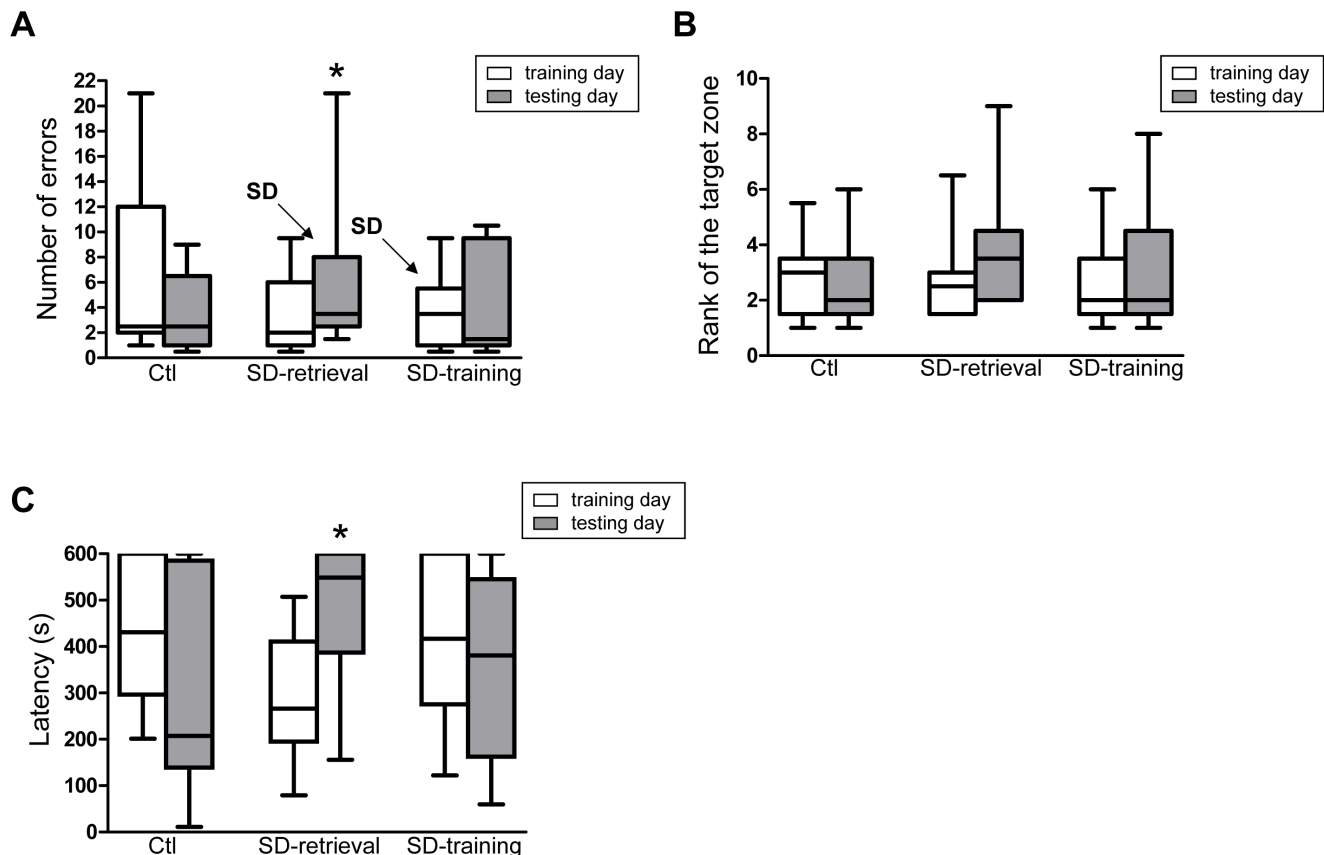 A
training day
testing day
*
Number of errors
22
20
18
16
14
12
10
8
6
4
2
0
SD
SD
Ctl
SD-retrieval
SD-training
B
training day
testing day
Rank of the target zone
10
8
6
4
2
0
Ctl
SD-retrieval
SD-training
C
training day
testing day
*
Latency (s)
600
500
400
300
200
100
0
Ctl
SD-retrieval
SD-training